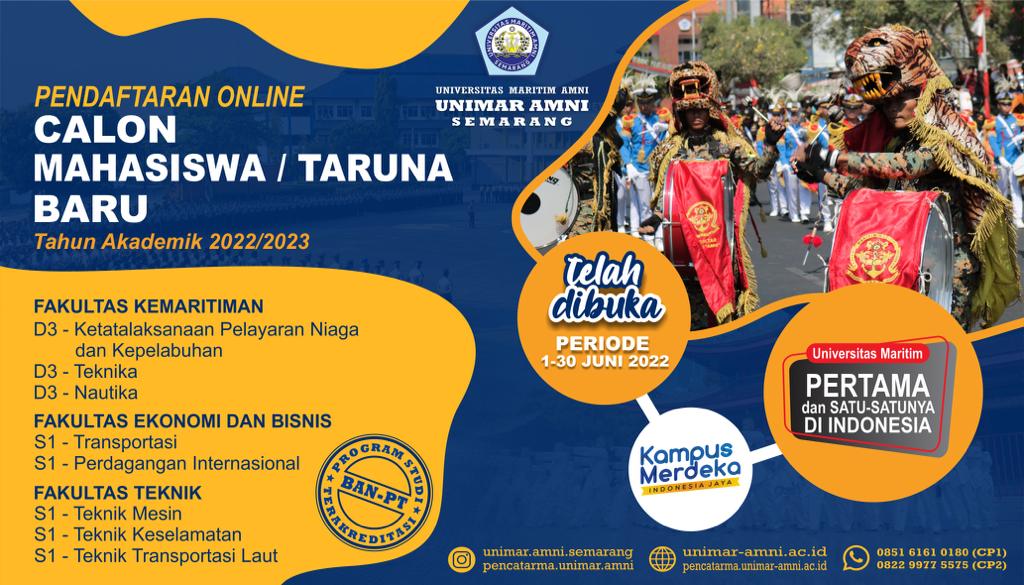 PENDAFTARAN ONLINE
CALON
MAHASISWA / TARUNA
BARU
Tahun Akademik 2022/2023
UNIVERSITAS MARITIM AMNI
SEMARANG
UNIVERSITAS MARITIM AMNI
UNIMAR AMNI
SEMARANG
FAKULTAS KEMARITIMAN
D3 - Ketatalaksanaan Pelayaran Niaga
dan Kepelabuhan
D3 - Teknika
D3 - Nautika
FAKULTAS EKONOMI DAN BISNIS
S1 - Transportasi
S1 - Perdagangan Internasional
FAKULTAS TEKNIK
S1 - Teknik Mesin
S1 - Teknik Keselamatan
S1 - Teknik Transportasi Laut
PROGRAM STUDI
BAN-PT
TERAKREDITASI
telah
dibuka
PERIODE
1-30 JUNI 2022
Universitas Maritim
PERTAMA
dan SATU-SATUNYA
DI INDONESIA
Kampus
Merdeka
INDONESIA JAYA
unimar.amni.semarang
pencatarma.unimar.amni
unimar-amni.ac.id
pencatarma.unimar-amni.ac.id
0851 6161 0180 (CP1)
0822 9977 5575 (CP2)